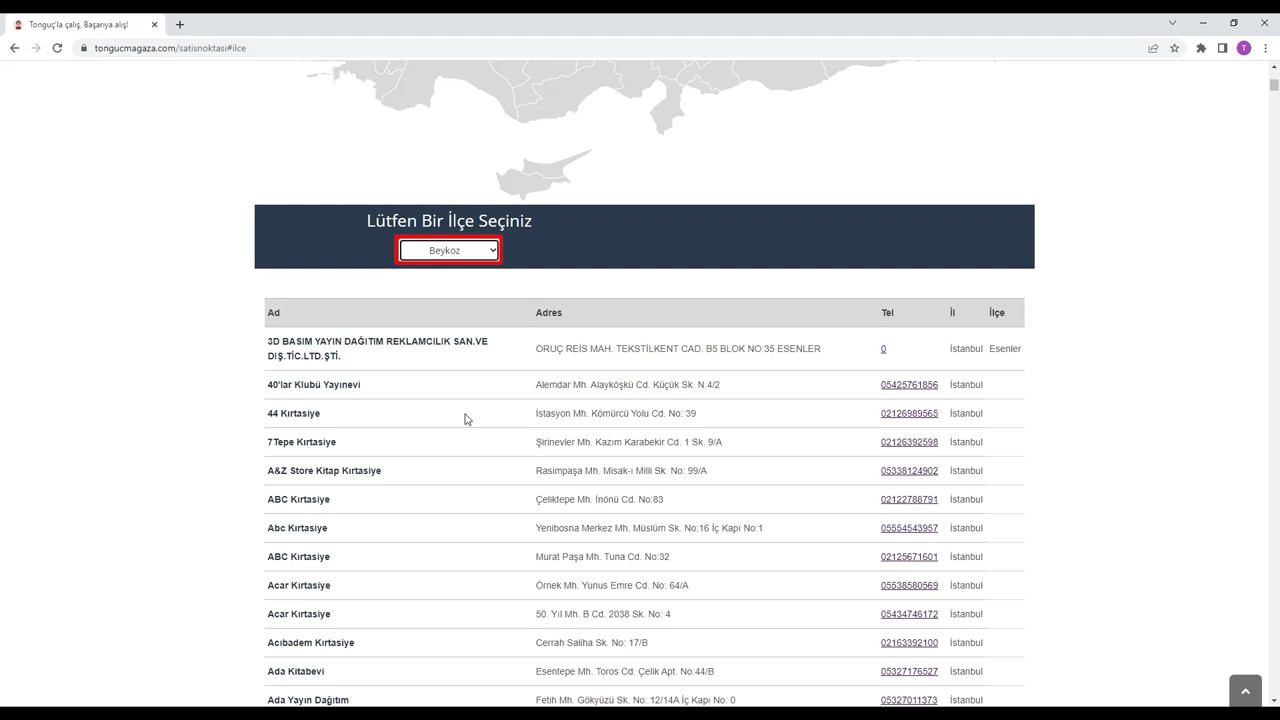 Tonguç'la çalış, Başarıya alış!
tongucmagaza.com/satisnoktasi#ilce
T
Lütfen Bir İlçe Seçiniz
Beykoz
Ad Adres Tel İl İlçe
3D BASIM YAYIN DAĞITIM REKLAMCILIK SAN.VE
DIŞ.TİC.LTD.ŞTİ. ORUÇ REİS MAH. TEKSTİLKENT CAD. B5 BLOK NO:35 ESENLER 0 İstanbul Esenler
40'lar Klubü Yayınevi Alemdar Mh. Alayköşkü Cd. Küçük Sk. N.4/2 05425761856 İstanbul
44 Kırtasiye İstasyon Mh. Kömürcü Yolu Cd. No: 39 02126989565 İstanbul
7Tepe Kırtasiye Şirinevler Mh. Kazım Karabekir Cd. 1 Sk. 9/A 02126392598 İstanbul
A&Z Store Kitap Kırtasiye Rasimpaşa Mh. Misak-ı Milli Sk. No: 99/A 05338124902 İstanbul
ABC Kırtasiye Çeliktepe Mh. İnönü Cd. No:83 02122788791 İstanbul
Abc Kırtasiye Yenibosna Merkez Mh. Müslüm Sk. No:16 İç Kapı No:1 05554543957 İstanbul
ABC Kırtasiye Murat Paşa Mh. Tuna Cd. No:32 02125671601 İstanbul
Acar Kırtasiye Örnek Mh. Yunus Emre Cd. No: 64/A 05538580569 İstanbul
Acar Kırtasiye 50. Yıl Mh. B Cd. 2038 Sk. No: 4 05434746172 İstanbul
Acıbadem Kırtasiye Cerrah Saliha Sk. No: 17/B 02163392100 İstanbul
Ada Kitabevi Esentepe Mh. Toros Cd. Çelik Apt. No:44/B 05327176527 İstanbul
Ada Yayın Dağıtım Fetih Mh. Gökyüzü Sk. No: 12/14A İç Kapı No: 0 05327011373 İstanbul